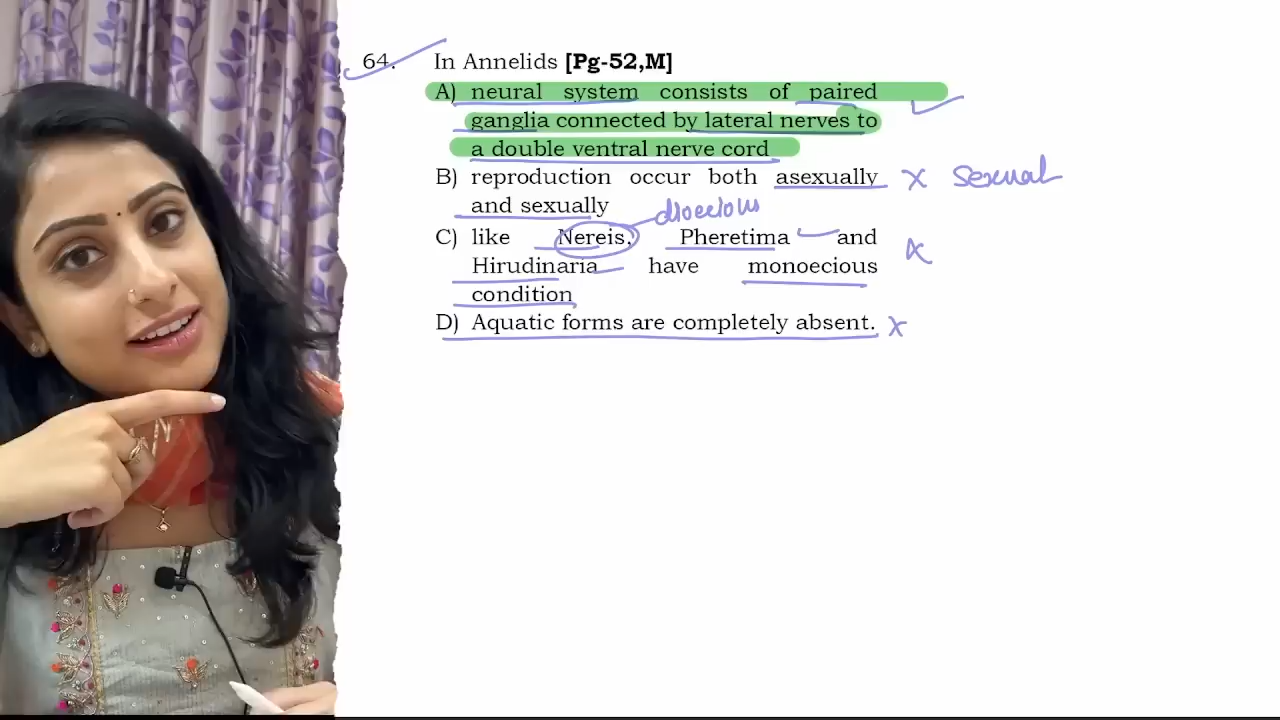 64. In Annelids [Pg-52,M]
A) neural system consists of paired
ganglia connected by lateral nerves to
a double ventral nerve cord
B) reproduction occur both asexually x sexual
and sexually
dioecious
C) like Nereis, Pheretima and
Hirudinaria have monoecious x
condition
D) Aquatic forms are completely absent. x